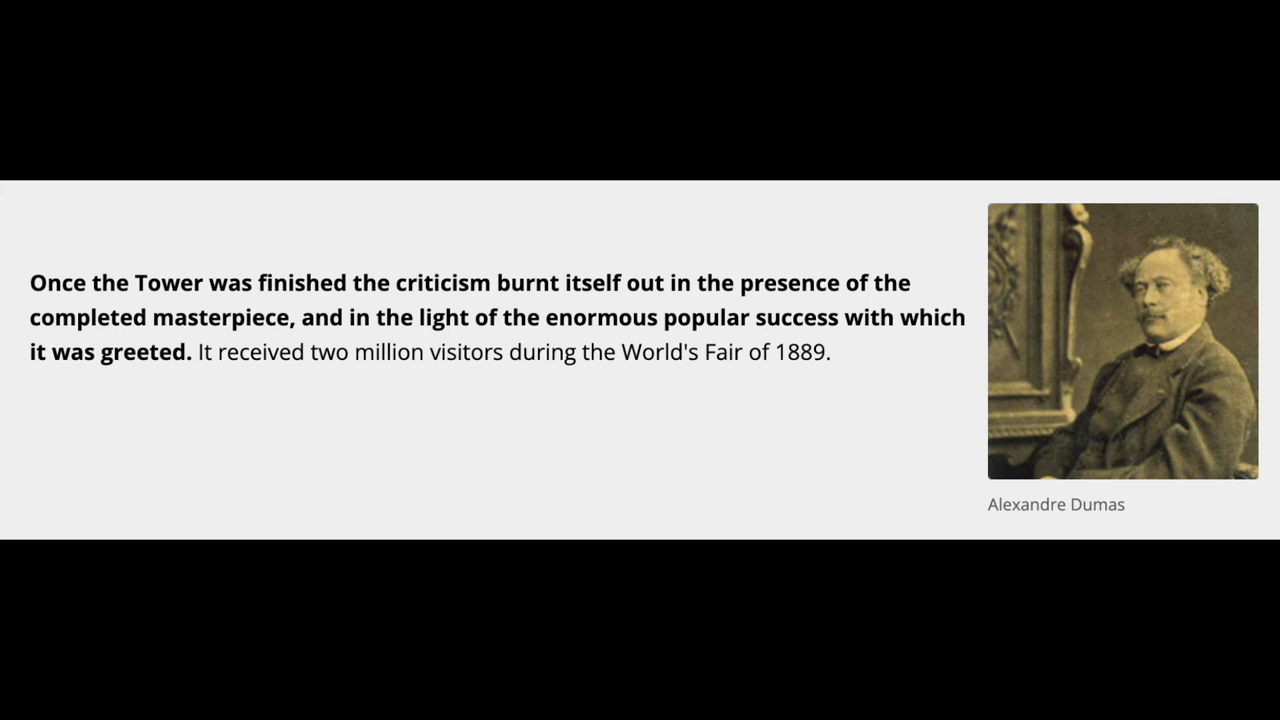 Once the Tower was finished the criticism burnt itself out in the presence of the
completed masterpiece, and in the light of the enormous popular success with which
it was greeted. It received two million visitors during the World's Fair of 1889.
Alexandre Dumas